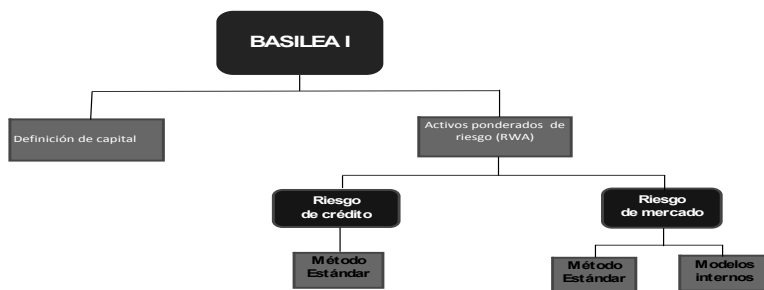 BASILEA I
Definición de capital
Activos ponderados de
riesgo (RWA)
Riesgo
de crédito
Riesgo
de mercado
Método
Estándar
Método
Estándar
Modelos
internos